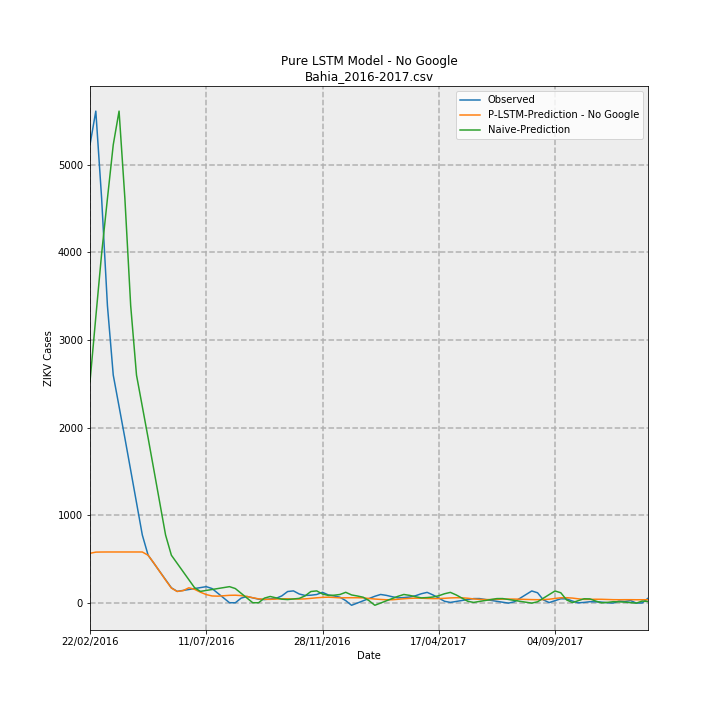 Pure LSTM Model - No Google
Bahia_2016-2017.csv
Observed
P-LSTM-Prediction - No Google
Naive-Prediction
ZIKV Cases
5000
4000
3000
2000
1000
0
22/02/2016
11/07/2016
28/11/2016
17/04/2017
04/09/2017
Date